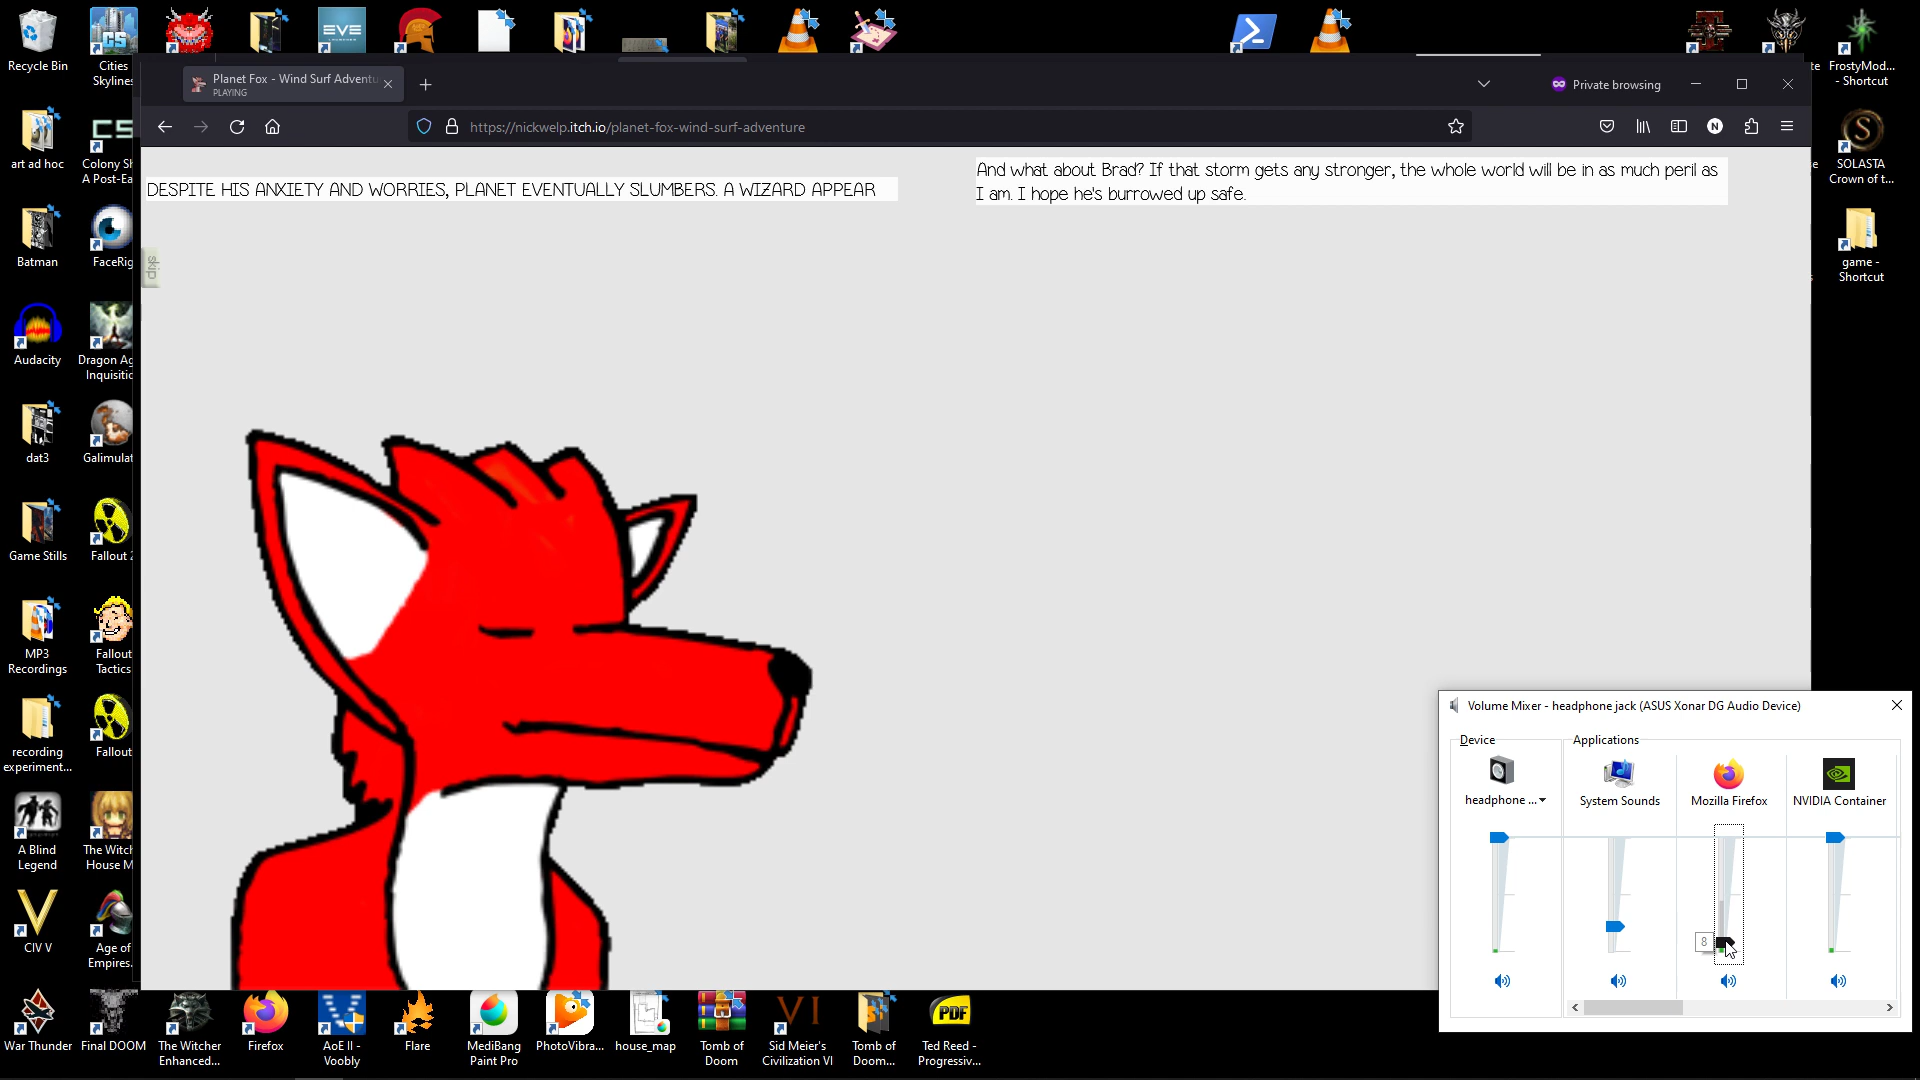 Recycle Bin
Cities
Skylines
EVE
FrostyMod...
- Shortcut
Planet Fox - Wind Surf Adventu
PLAYING
Private browsing
https://nickwelp.itch.io/planet-fox-wind-surf-adventure
N
DESPITE HIS ANXIETY AND WORRIES, PLANET EVENTUALLY SLUMBERS. A WIZARD APPEAR
And what about Brad? If that storm gets any stronger, the whole world will be in as much peril as
I am. I hope he's burrowed up safe.
skip
art ad hoc
Colony Sh
A Post-Ea
SOLASTA
Crown of t...
Batman
FaceRig
game -
Shortcut
Audacity
Dragon Ag
Inquisitio
dat3
Galimulat
Game Stills
Fallout 2
MP3
Recordings
Fallout
Tactics
recording
experiment...
Fallout
A Blind
Legend
The Witch
House M
CIV V
Age of
Empires.
War Thunder
Final DOOM
The Witcher
Enhanced...
Firefox
AoE II -
Voobly
Flare
MediBang
Paint Pro
PhotoVibra...
house_map
Tomb of
Doom
VI
Sid Meier's
Civilization VI
Tomb of
Doom...
PDF
Ted Reed -
Progressiv...
Volume Mixer - headphone jack (ASUS Xonar DG Audio Device)
Device
Applications
headphone ...
System Sounds
Mozilla Firefox
NVIDIA Container
8